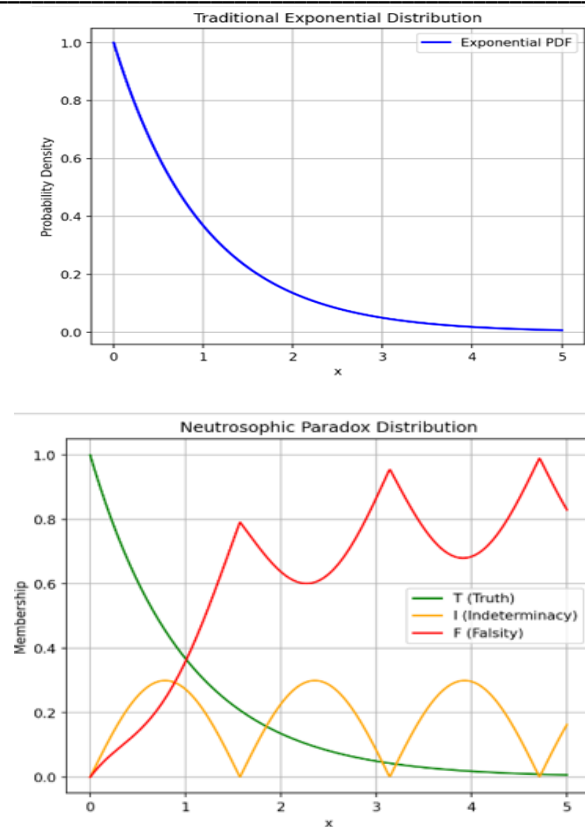 Traditional Exponential Distribution
Exponential PDF
Probability Density
1.0
0.8
0.6
0.4
0.2
0.0
0 1 2 3 4 5
x
Neutrosophic Paradox Distribution
Membership
1.0
0.8
0.6
0.4
0.2
0.0
T (Truth)
I (Indeterminacy)
F (Falsity)
0 1 2 3 4 5
x